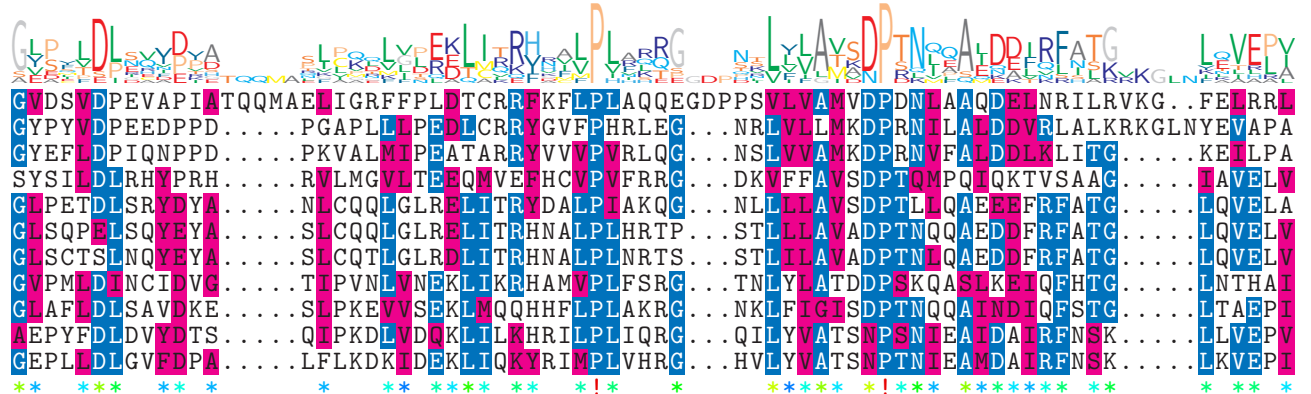 GVDSVDPEVAPIATQQMAELIGRFFPLDTCRRFKFLPLAQQEGDPPSVLVAMVDPDNLAAQDELNRILRVKG..FELRRL
GYPYVDPEEDPPD.....PGAPLLLPEDLCRRYGVFPHRLEG...NRLVLLMKDPRNILALDDVRLALKRKGLNYEVAPA
GYEFLDPIQNPPD.....PKVALMIPEATARRYVVVPVRLQG...NSLVVAMKDPRNVFALDDLKLITG.....KEILPA
SYSILDLRHYPRH.....RVLMGVLTEEQMVEFHCVPVFRRG...DKVFFAVSDPTQMPQIQKTVSAAG.....IAVELV
GLPETDLSRYDYA.....NLCQQLGLRELITRYDALPIAKQG...NLLLLAVSDPTLLQAEEEFRFATG.....LQVELA
GLSQPELSQYEYA.....SLCQQLGLRELITRHNALPLHRTP...STLLLAVADPTNQQAEDDFRFATG.....LQVELV
GLSCTSLNQYEYA.....SLCQTLGLRDLITRHNALPLNRTS...STLILAVADPTNLQAEDDFRFATG.....LQVELV
GVPMLDINCIDVG.....TIPVNLVNEKLIKRHAMVPLFSRG...TNLYLATDDPSKQASLKEIQFHTG.....LNTHAI
GLAFLDLSAVDKE.....SLPKEVVSEKLMQQHHFLPLAKRG...NKLFIGISDPTNQQAINDIQFSTG.....LTAEPI
AEPYFDLDVYDTS.....QIPKDLVDQKLILKHRILPLIQRG...QILYVATSNPSNIEAIDAIRFNSK.....LLVEPV
GEPLLDLGVFDPA.....LFLKDKIDEKLIQKYRIMPLVHRG...HVLYVATSNPTNIEAMDAIRFNSK.....LKVEPI